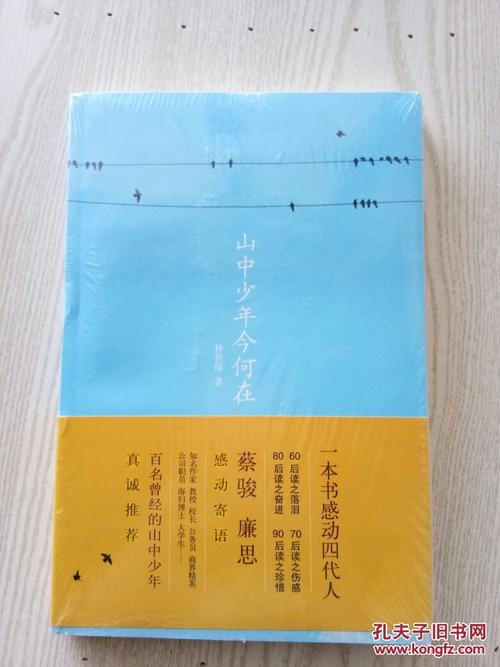 山中少年今何在
林世保 著
一本书感动四代人
60后读之落泪 70后读之伤感
80后读之奋进 90后读之珍惜
蔡骏 廉思
感动寄语
知名作家 教授 校长 公务员 商界精英
公司职员 海归博士 大学生……
百名曾经的山中少年
真诚推荐
孔夫子旧书网
www.kongfz.com